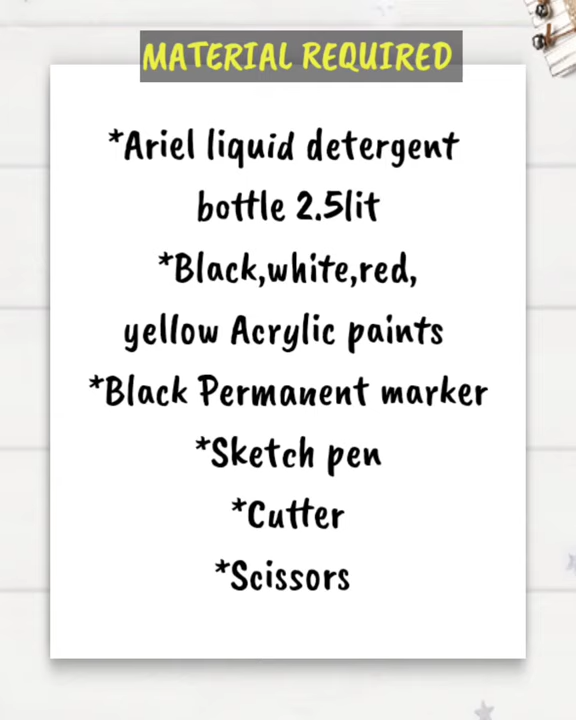 MATERIAL REQUIRED
*Ariel liquid detergent
bottle 2.5lit
*Black,white,red,
yellow Acrylic paints
*Black Permanent marker
*Sketch pen
*Cutter
*Scissors